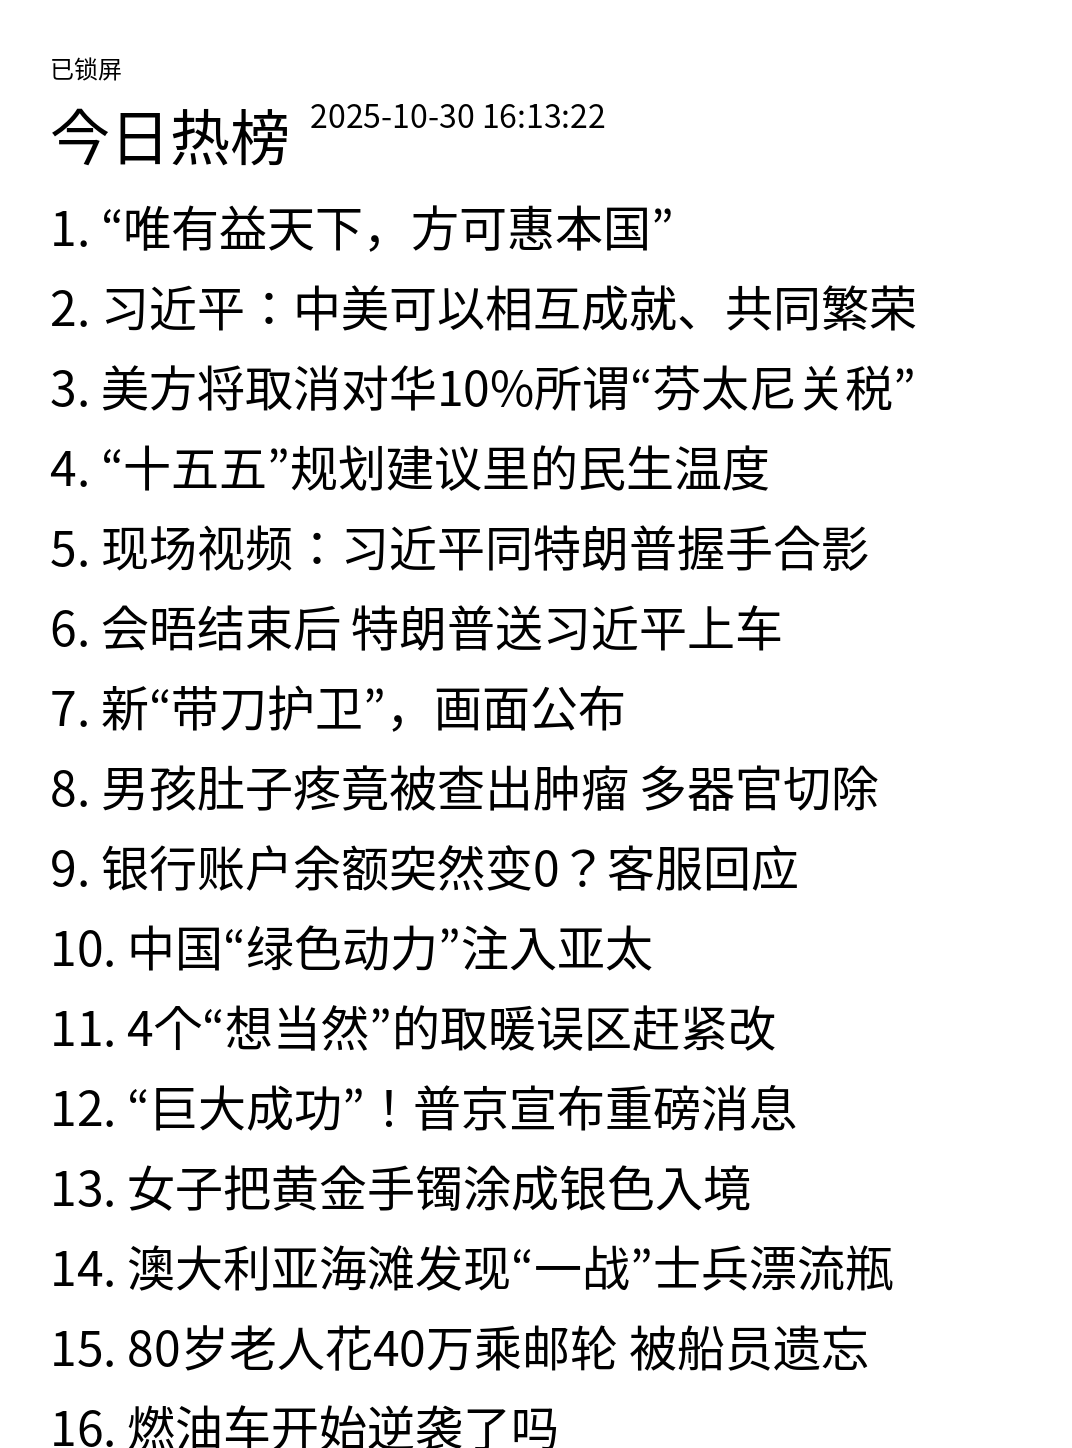 已锁屏
今日热榜 2025-10-30 16:13:22
1. “唯有益天下，方可惠本国”
2. 习近平：中美可以相互成就、共同繁荣
3. 美方将取消对华10%所谓“芬太尼关税”
4. “十五五”规划建议里的民生温度
5. 现场视频：习近平同特朗普握手合影
6. 会晤结束后 特朗普送习近平上车
7. 新“带刀护卫”，画面公布
8. 男孩肚子疼竟被查出肿瘤 多器官切除
9. 银行账户余额突然变0？客服回应
10. 中国“绿色动力”注入亚太
11. 4个“想当然”的取暖误区赶紧改
12. “巨大成功”！普京宣布重磅消息
13. 女子把黄金手镯涂成银色入境
14. 澳大利亚海滩发现“一战”士兵漂流瓶
15. 80岁老人花40万乘邮轮 被船员遗忘
16. 燃油车开始逆袭了吗